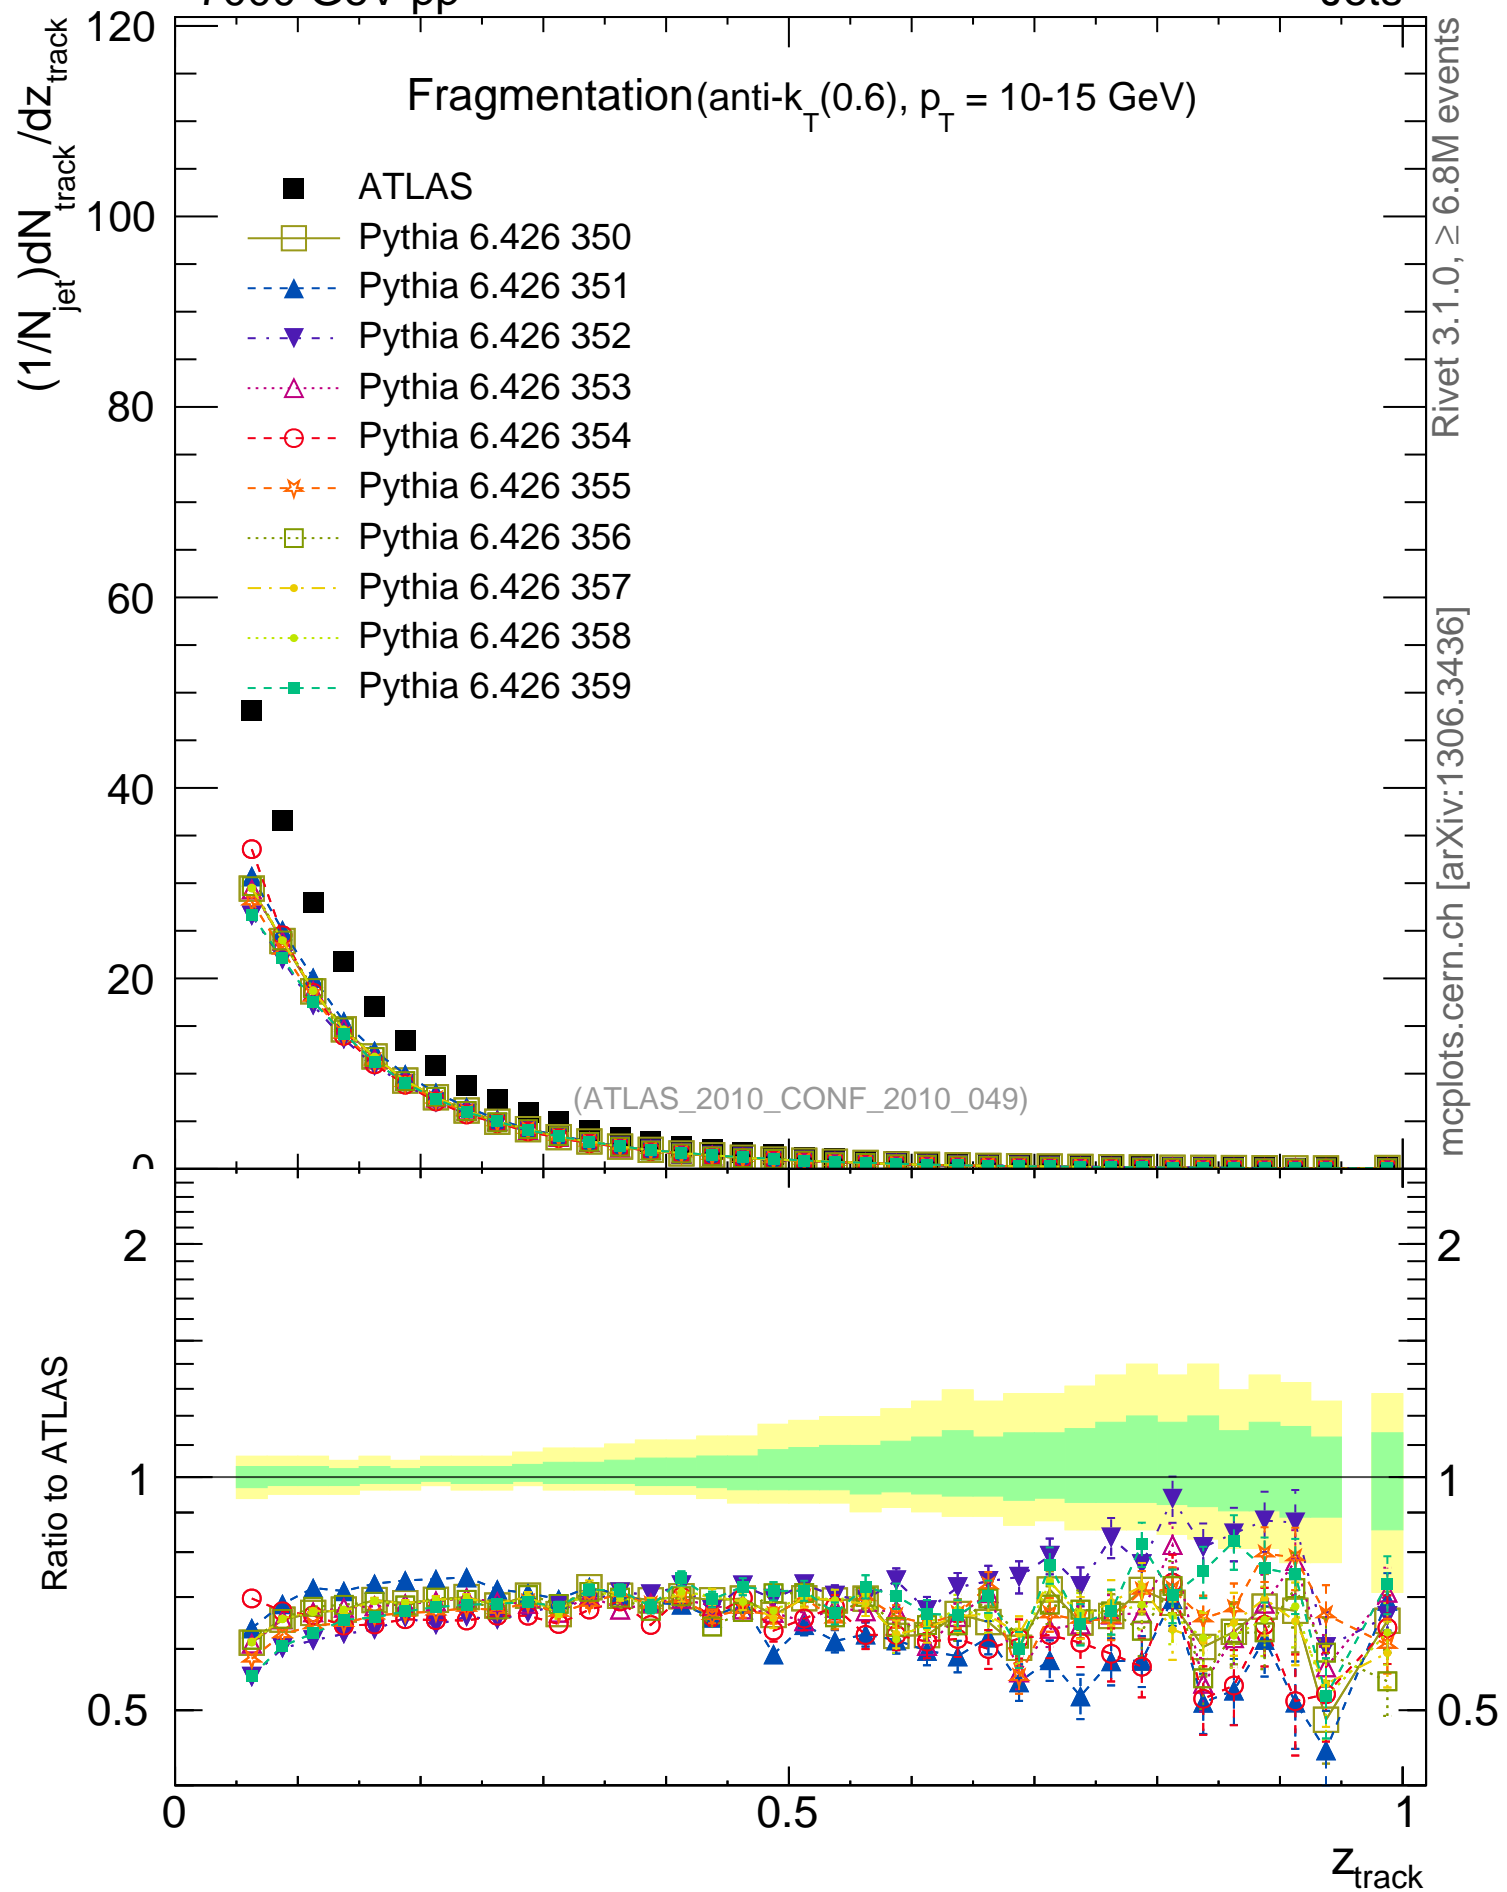 7000 GeV pp
Jets
Fragmentation (anti-k_T(0.6), p_T = 10-15 GeV)
(1/N_jet)dN_track/dz_track
ATLAS
Pythia 6.426 350
Pythia 6.426 351
Pythia 6.426 352
Pythia 6.426 353
Pythia 6.426 354
Pythia 6.426 355
Pythia 6.426 356
Pythia 6.426 357
Pythia 6.426 358
Pythia 6.426 359
120
100
80
60
40
20
0
(ATLAS_2010_CONF_2010_049)
Rivet 3.1.0, ≥ 6.8M events
mcplots.cern.ch [arXiv:1306.3436]
Ratio to ATLAS
2
1
0.5
2
1
0.5
0
0.5
1
z_track